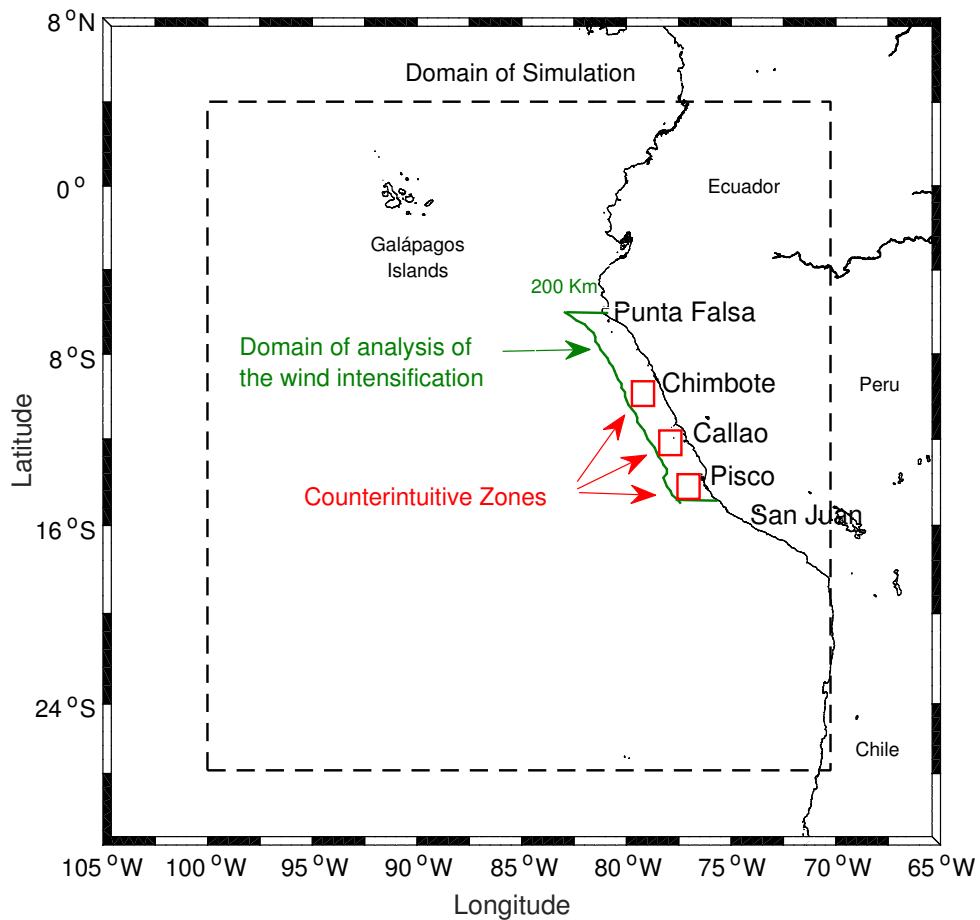 8°N
Domain of Simulation
Ecuador
0°
Galápagos
Islands
200 Km
Punta Falsa
Domain of analysis of
the wind intensification
8°S
Chimbote
Peru
Callao
Pisco
Counterintuitive Zones
San Juan
16°S
24°S
Chile
Latitude
105°W 100°W 95°W 90°W 85°W 80°W 75°W 70°W 65°W
Longitude